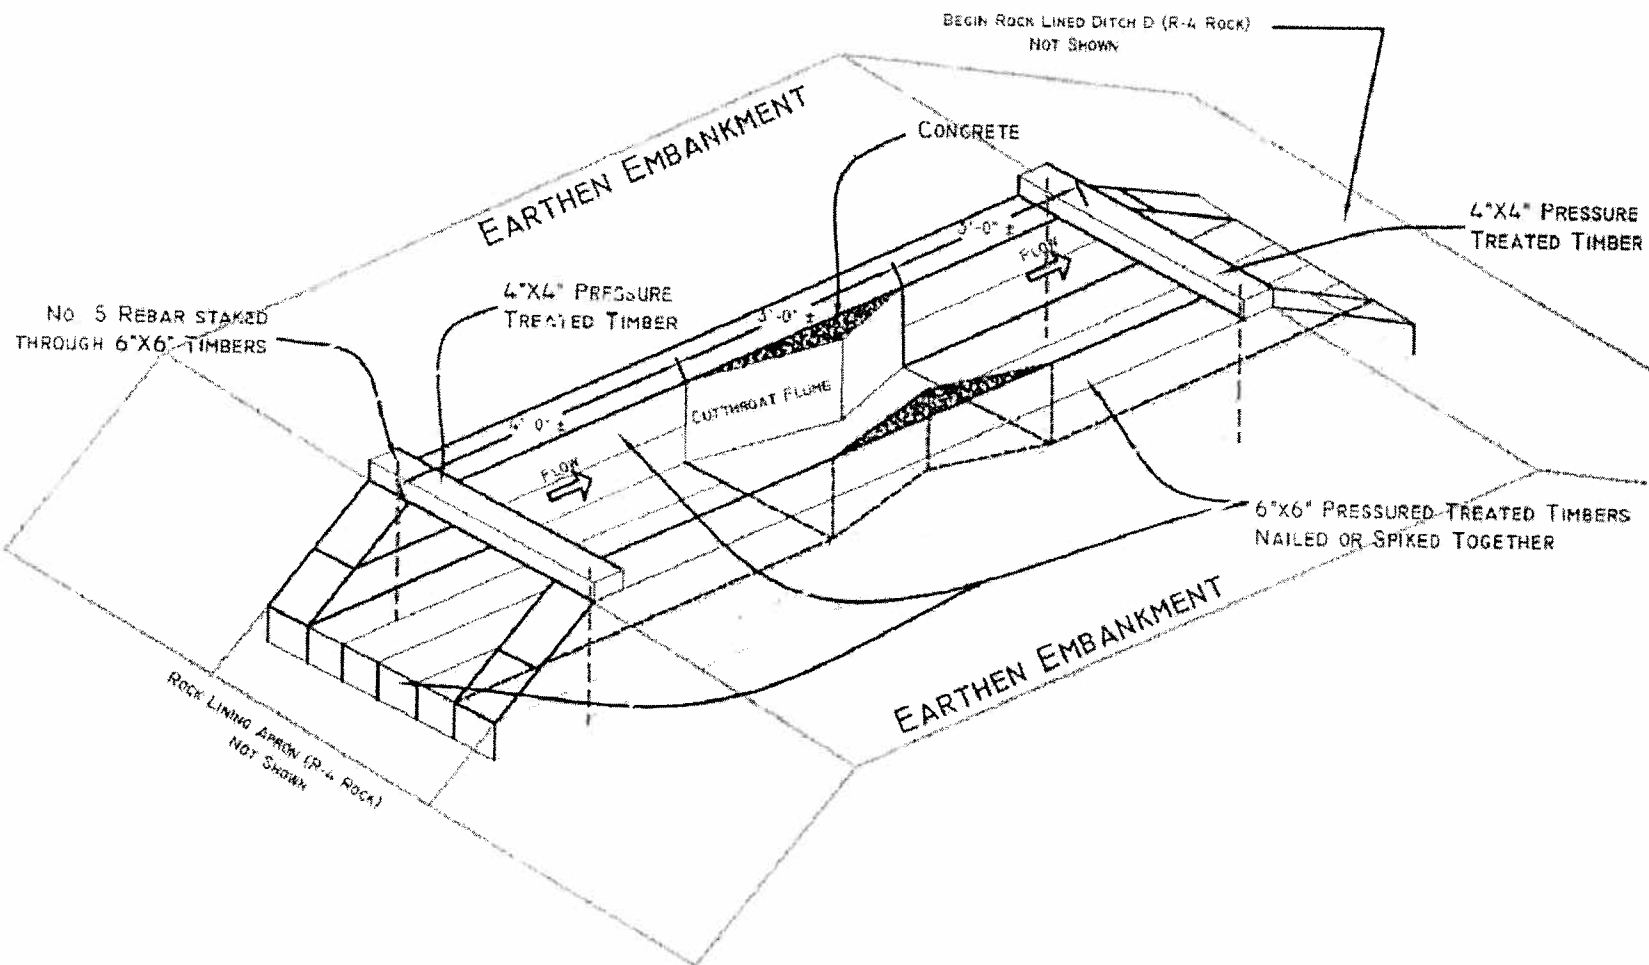 BEGIN ROCK LINED DITCH D (R-4 ROCK)
NOT SHOWN
EARTHEN EMBANKMENT
CONCRETE
4"X4" PRESSURE
TREATED TIMBER
3'-0" ±
FLOW
4"X4" PRESSURE
TREATED TIMBER
NO. 5 REBAR STAKED
THROUGH 6"X6" TIMBERS
3'-0" ±
CUTTHROAT FLUME
4'-0" ±
FLOW
6"X6" PRESSURED TREATED TIMBERS
NAILED OR SPIKED TOGETHER
EARTHEN EMBANKMENT
ROCK LINING APRON (R-4 ROCK)
NOT SHOWN